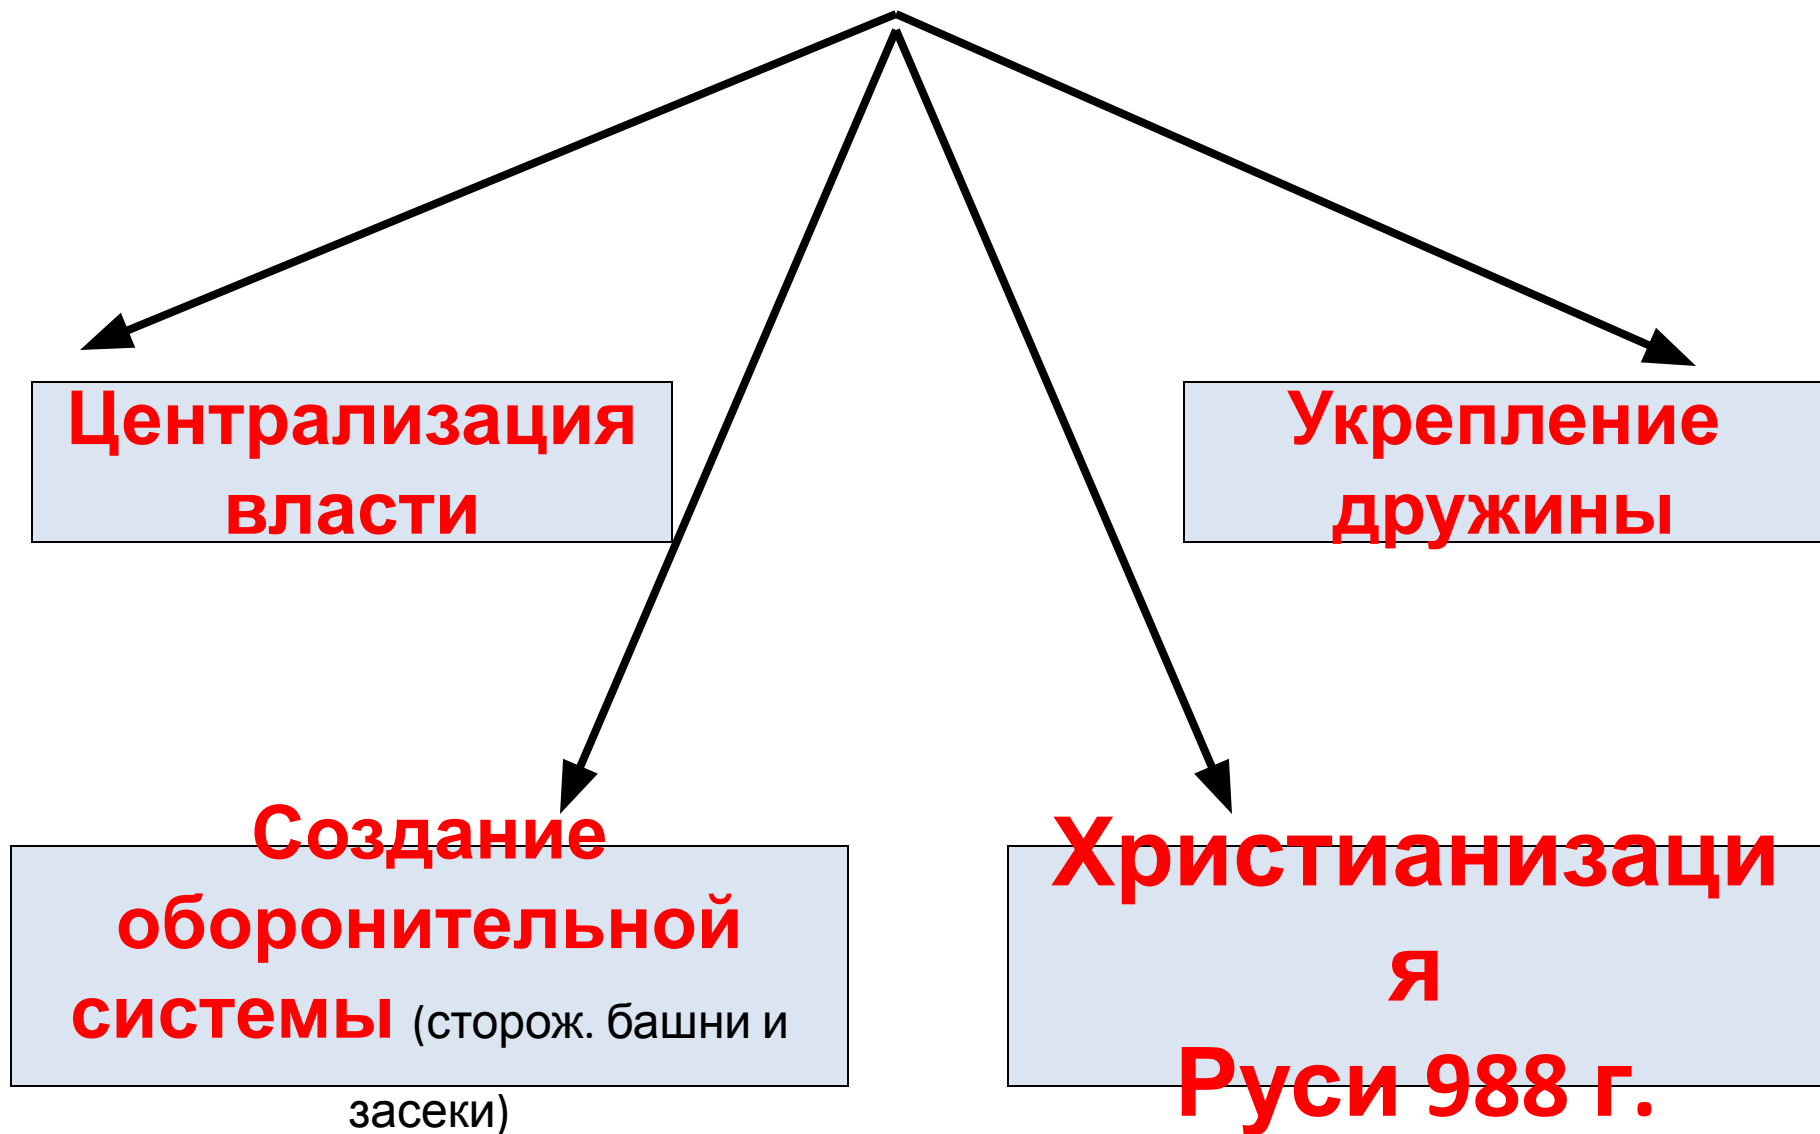 Централизация
власти
Укрепление
дружины
Создание
оборонительной
системы (сторож. башни и
засеки)
Христианизаци
я
Руси 988 г.